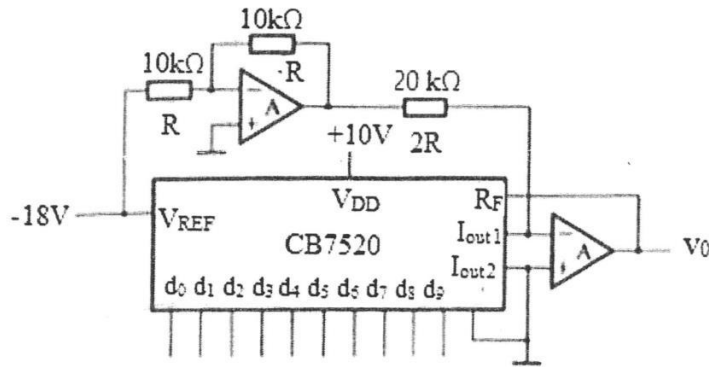 10kΩ
10kΩ
R
20 kΩ
R
A
2R
+10V
-18V
VREF
VDD
RF
CB7520
Iout1
Iout2
A
v0
d0 d1 d2 d3 d4 d5 d6 d7 d8 d9